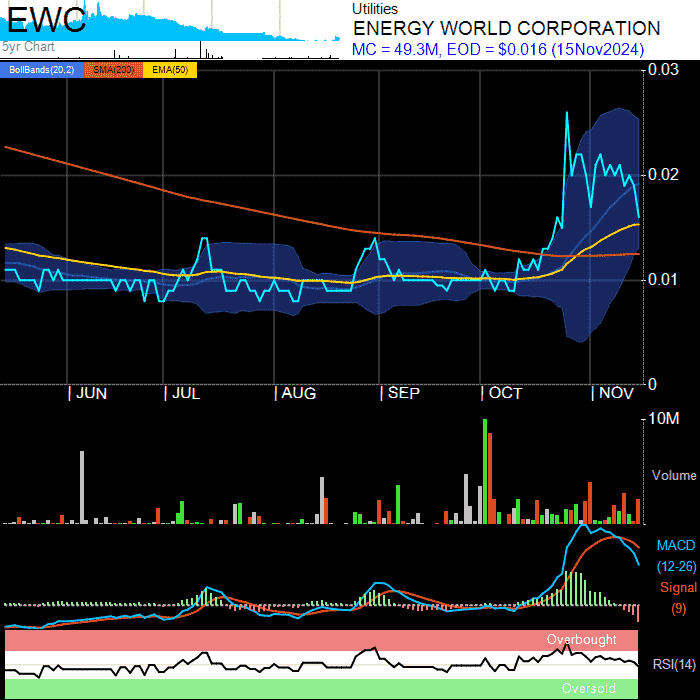 EWC
5yr Chart
Utilities
ENERGY WORLD CORPORATION
MC = 49.3M, EOD = $0.016 (15Nov2024)
BollBands(20,2) SMA(200) EMA(50)
0.03
0.02
0.01
0
JUN JUL AUG SEP OCT NOV
10M
Volume
MACD
(12-26)
Signal
(9)
Overbought
RSI(14)
Oversold